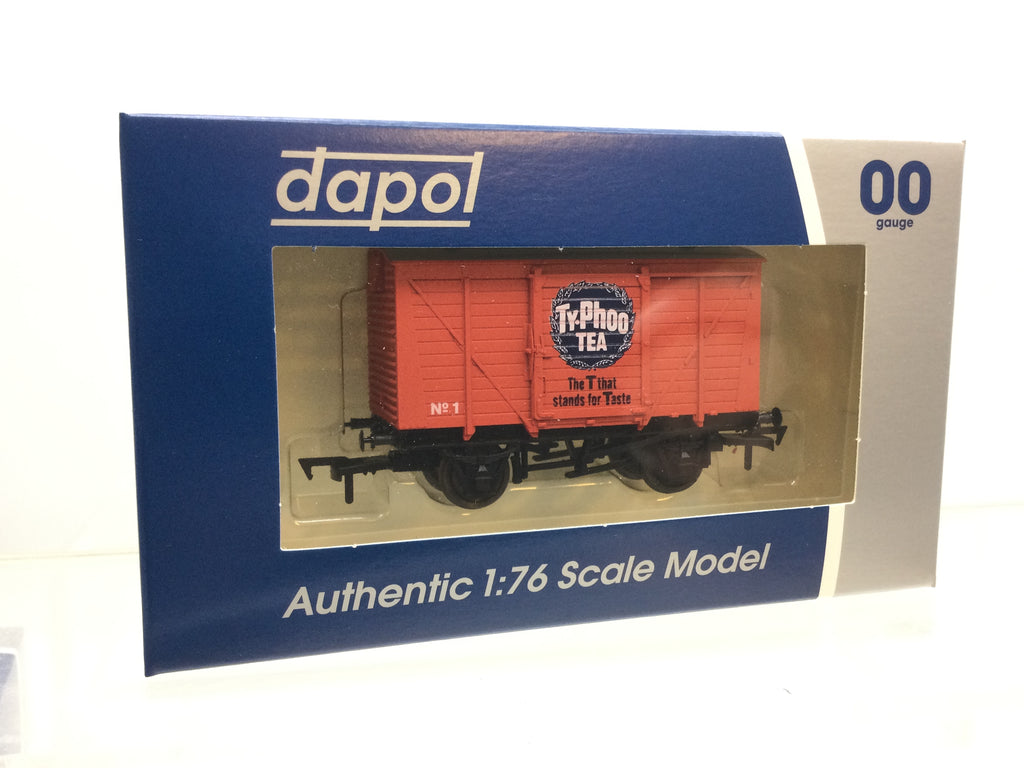 dapol
00
gauge
Ty·Phoo
TEA
The T that
stands for Taste
Nº 1
Authentic 1:76 Scale Model